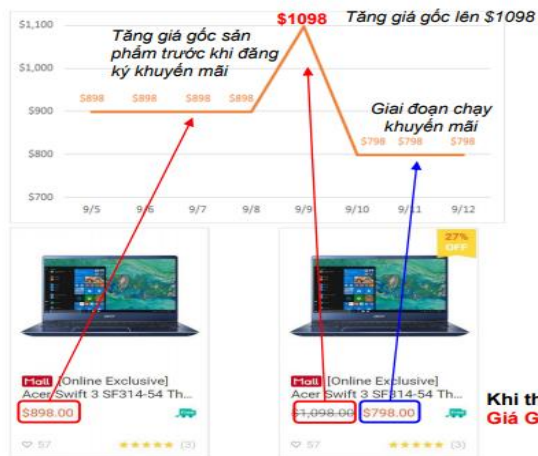 $1098
Tăng giá gốc lên $1098
$1,100
Tăng giá gốc sản
phẩm trước khi đăng
ký khuyến mãi
$1,000
$898 $898 $898 $898
$900
Giai đoạn chạy
khuyến mãi
$798 $798 $798
$800
$700
9/5 9/6 9/7 9/8 9/9 9/10 9/11 9/12
27%
OFF
Mall [Online Exclusive]
Acer Swift 3 SF314-54 Th...
$898.00
57 (3)
Mall [Online Exclusive]
Acer Swift 3 SF314-54 Th...
$1,098.00 $798.00
57 (3)
Khi th
Giá G